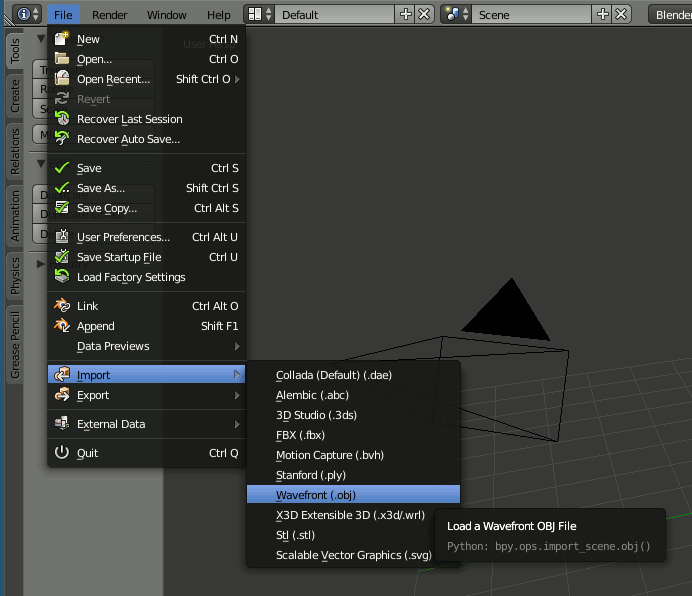 File Render Window Help Default Scene Blende
Tools
Create
Relations
Animation
Physics
Grease Pencil
New Ctrl N
Open... Ctrl O
Open Recent... Shift Ctrl O
Revert
Recover Last Session
Recover Auto Save...
Save Ctrl S
Save As... Shift Ctrl S
Save Copy... Ctrl Alt S
User Preferences... Ctrl Alt U
Save Startup File Ctrl U
Load Factory Settings
Link Ctrl Alt O
Append Shift F1
Data Previews
Import
Export
External Data
Quit Ctrl Q
Collada (Default) (.dae)
Alembic (.abc)
3D Studio (.3ds)
FBX (.fbx)
Motion Capture (.bvh)
Stanford (.ply)
Wavefront (.obj)
X3D Extensible 3D (.x3d/.wrl)
Stl (.stl)
Scalable Vector Graphics (.svg)
Load a Wavefront OBJ File
Python: bpy.ops.import_scene.obj()